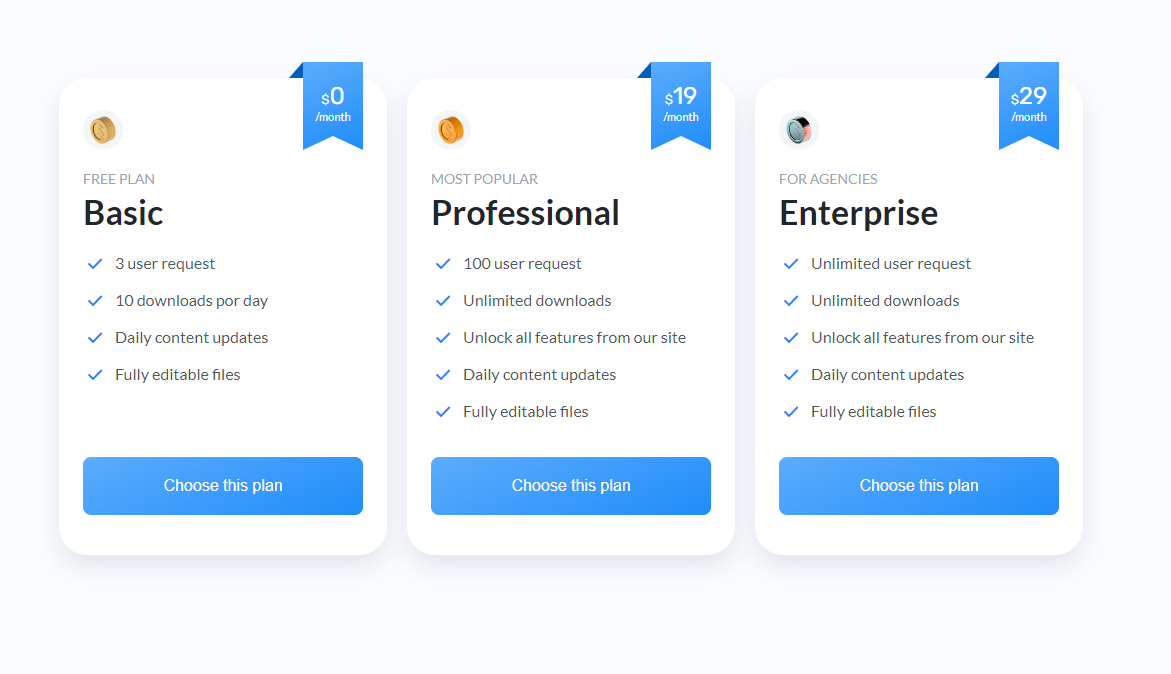 $0
/month
FREE PLAN
Basic
3 user request
10 downloads por day
Daily content updates
Fully editable files
Choose this plan
$19
/month
MOST POPULAR
Professional
100 user request
Unlimited downloads
Unlock all features from our site
Daily content updates
Fully editable files
Choose this plan
$29
/month
FOR AGENCIES
Enterprise
Unlimited user request
Unlimited downloads
Unlock all features from our site
Daily content updates
Fully editable files
Choose this plan